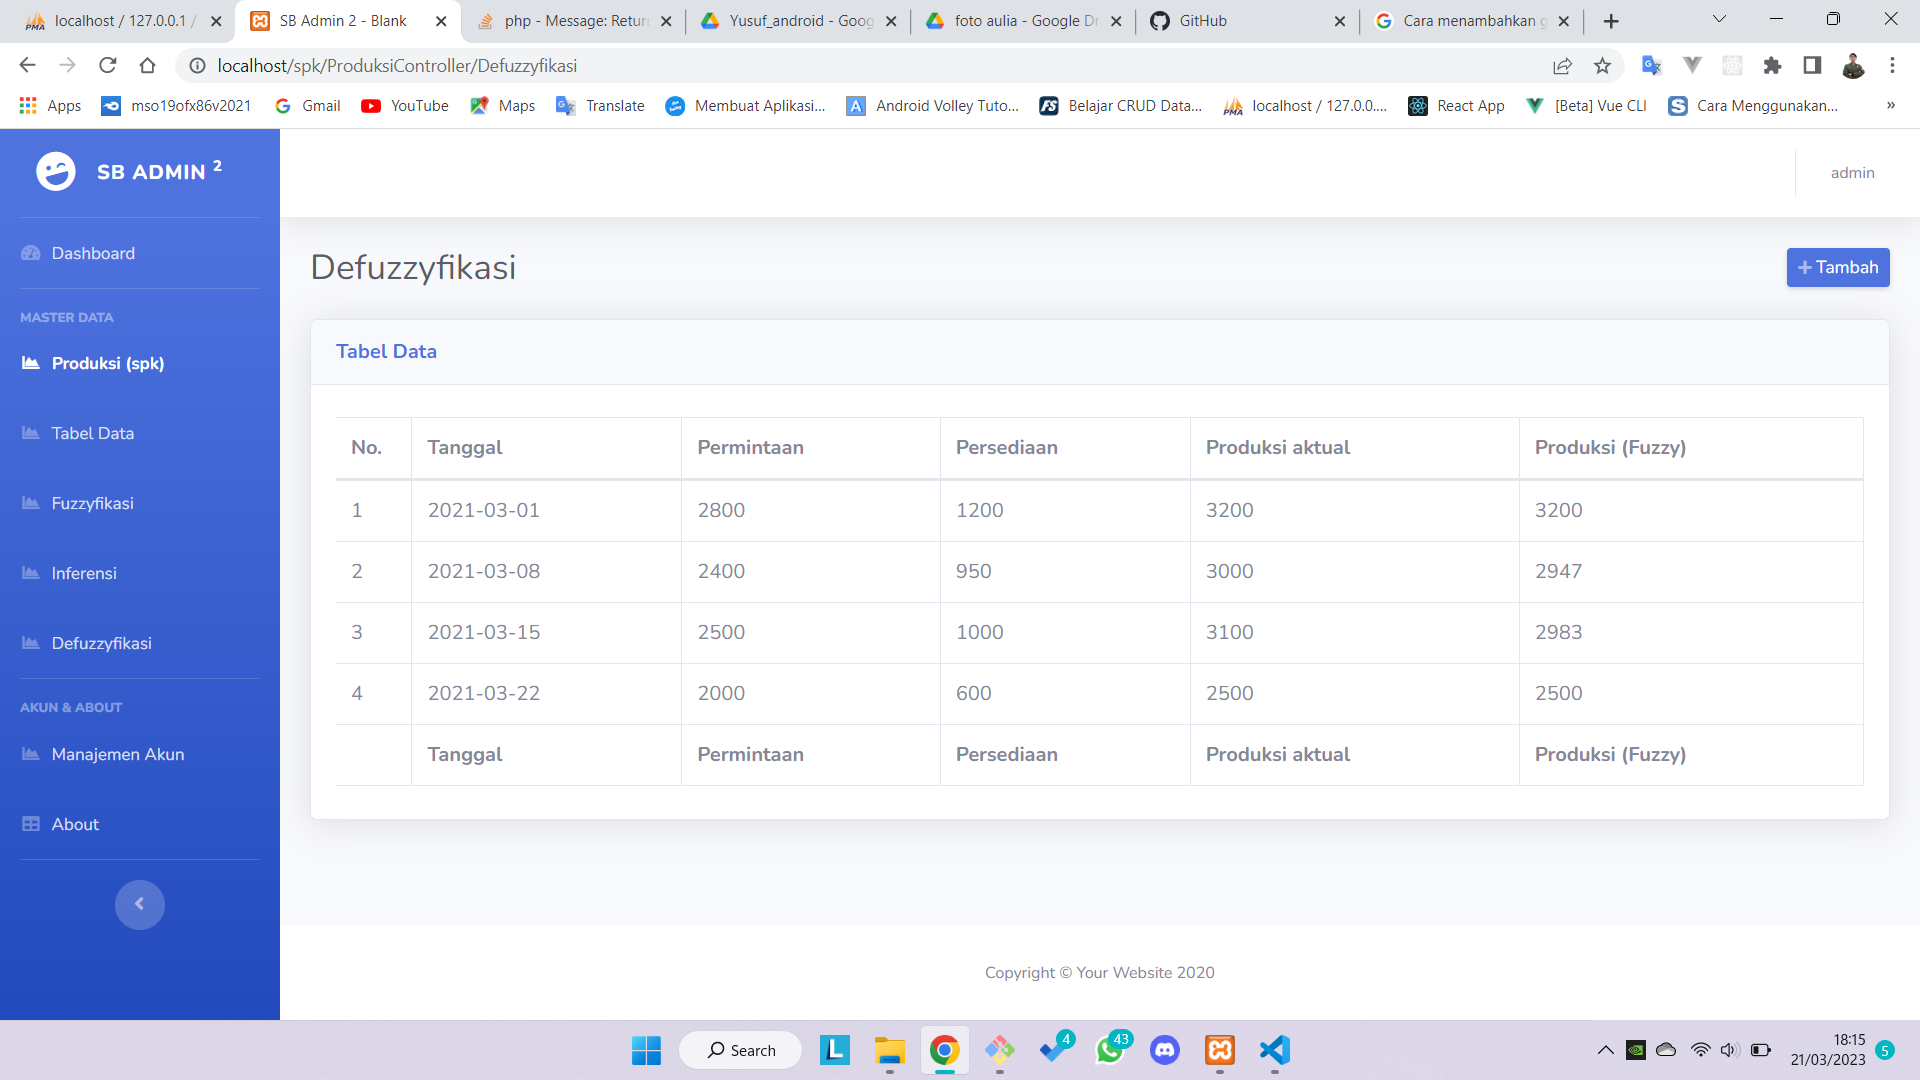 localhost / 127.0.0.1 /
SB Admin 2 - Blank
php - Message: Retur
Yusuf_android - Goog
foto aulia - Google Dr
GitHub
Cara menambahkan g
localhost/spk/ProduksiController/Defuzzyfikasi
Apps
mso19ofx86v2021
Gmail
YouTube
Maps
Translate
Membuat Aplikasi...
Android Volley Tuto...
Belajar CRUD Data...
localhost / 127.0.0....
React App
[Beta] Vue CLI
Cara Menggunakan...
»
SB ADMIN 2
admin
Dashboard
MASTER DATA
Produksi (spk)
Tabel Data
Fuzzyfikasi
Inferensi
Defuzzyfikasi
AKUN & ABOUT
Manajemen Akun
About
Defuzzyfikasi
+ Tambah
Tabel Data
No. Tanggal Permintaan Persediaan Produksi aktual Produksi (Fuzzy)
1 2021-03-01 2800 1200 3200 3200
2 2021-03-08 2400 950 3000 2947
3 2021-03-15 2500 1000 3100 2983
4 2021-03-22 2000 600 2500 2500
Tanggal Permintaan Persediaan Produksi aktual Produksi (Fuzzy)
Copyright © Your Website 2020
Search
L
4
43
18:15
21/03/2023
5